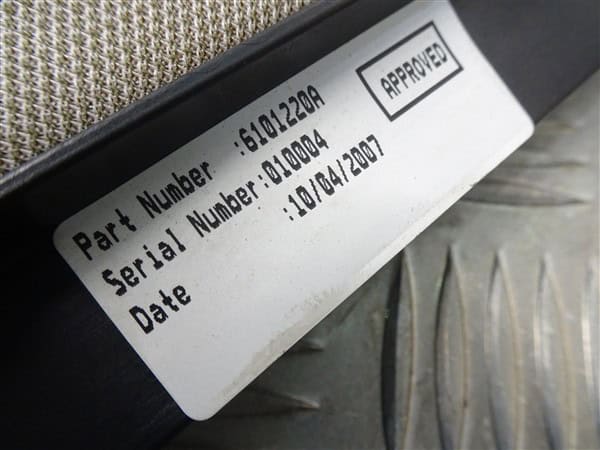 APPROVED
Part Number :6101220A
Serial Number:010004
Date :10/04/2007